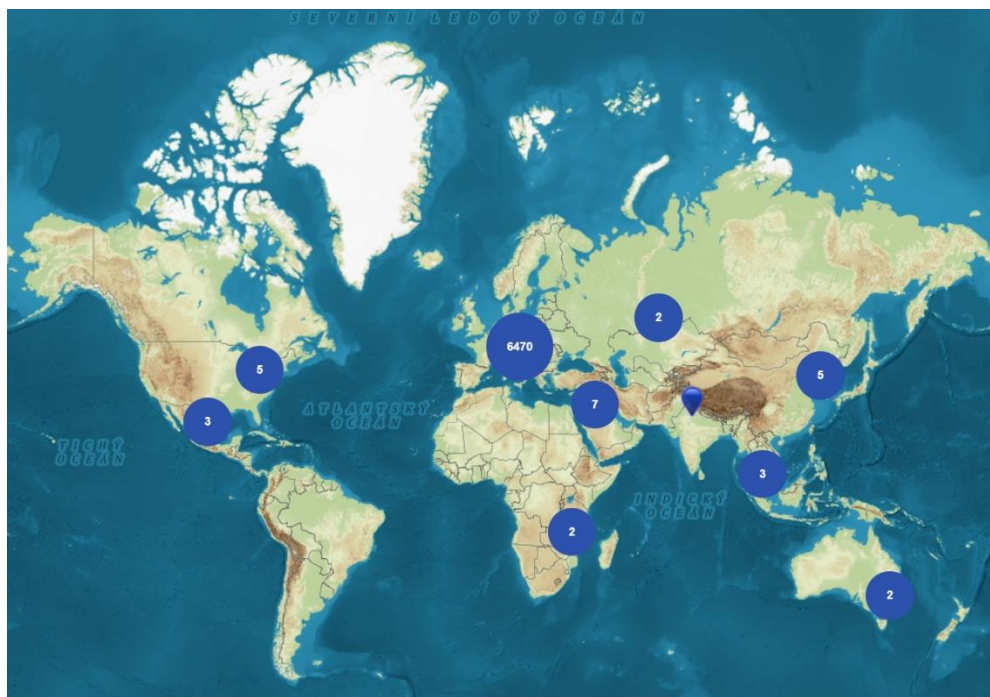 SEVERNÍ LEDOVÝ OCEÁN
2
6470
5
5
7
ATLANTSKÝ
OCEÁN
3
TICHÝ
OCEÁN
3
INDICKÝ
OCEÁN
2
2